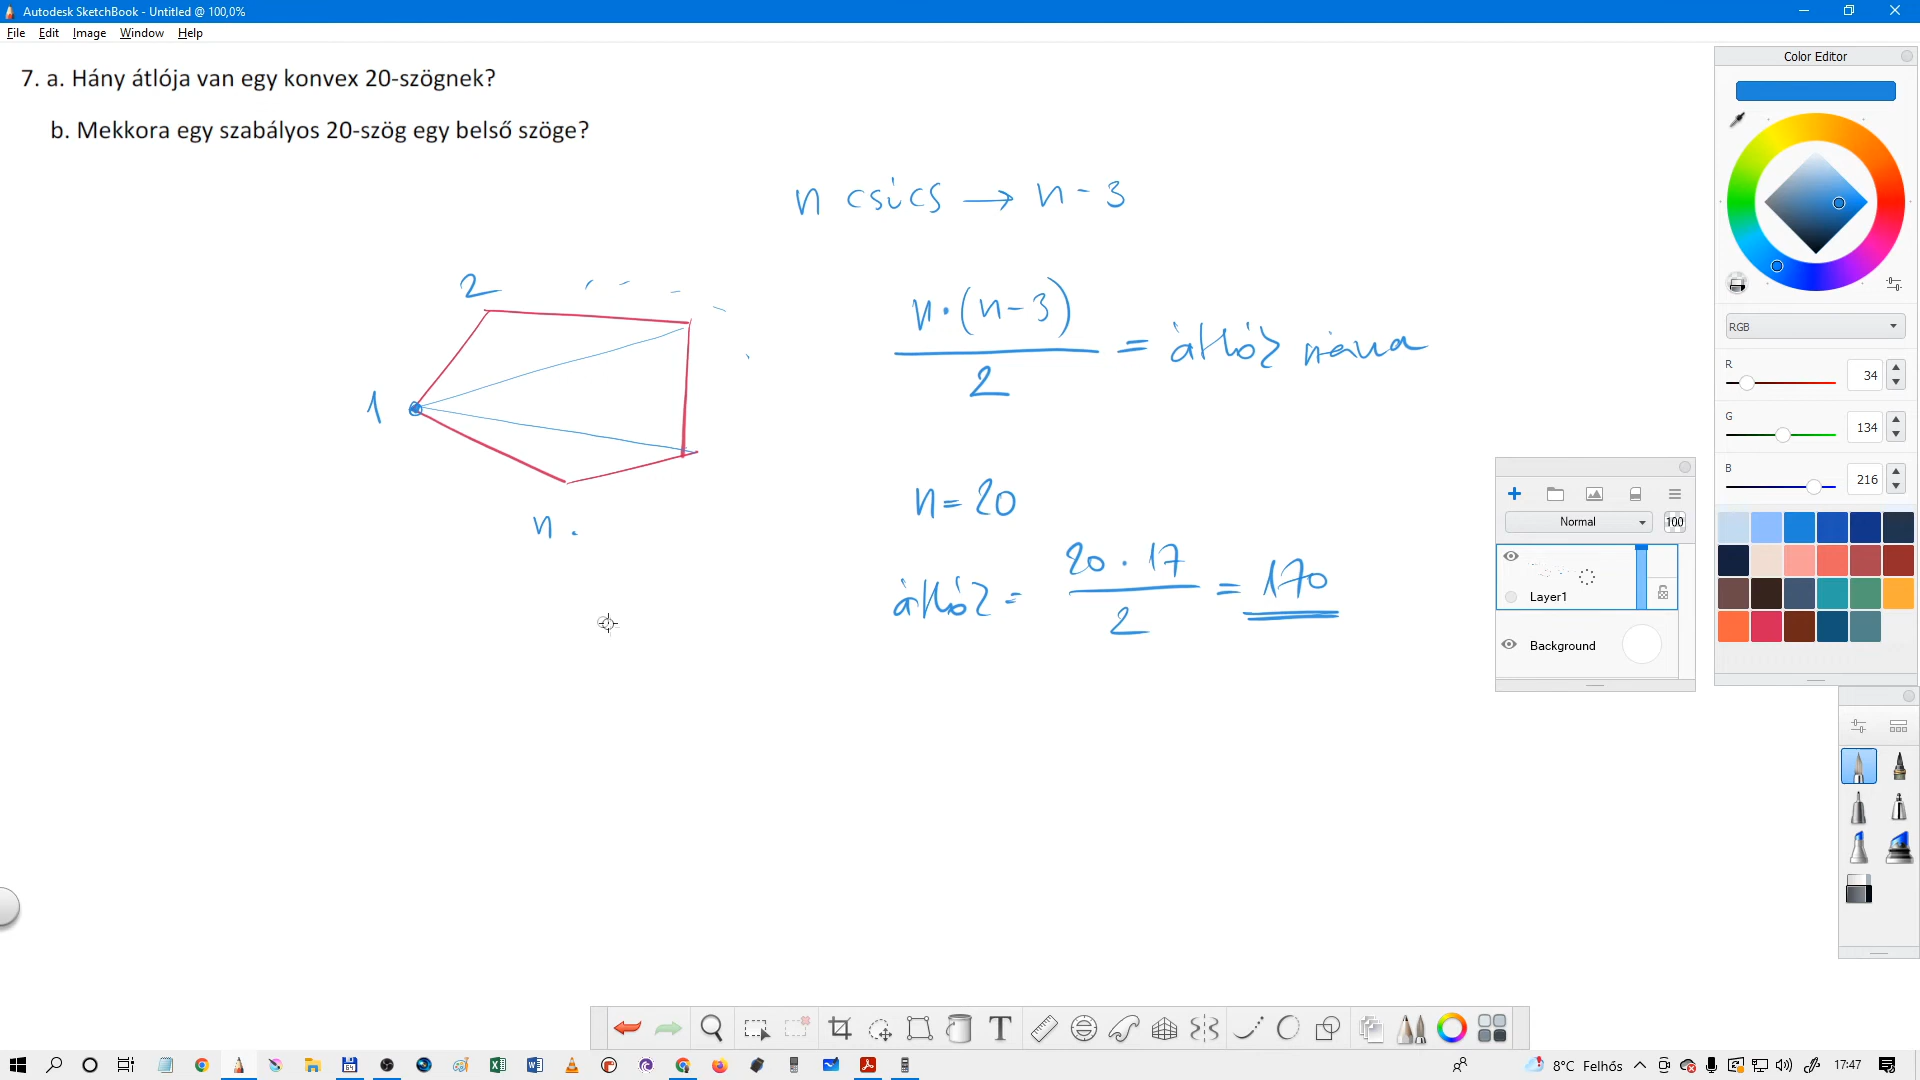 Autodesk SketchBook - Untitled @ 100,0%
File Edit Image Window Help
7. a. Hány átlója van egy konvex 20-szögnek?
b. Mekkora egy szabályos 20-szög egy belső szöge?
n csúcs → n - 3
n·(n-3)
2
= átlók száma
1
2
n.
n = 20
átlók = 20 · 17
2
= 170
Color Editor
RGB
R 34
G 134
B 216
Normal 100
Layer1
Background
T
64
8°C Felhős
17:47